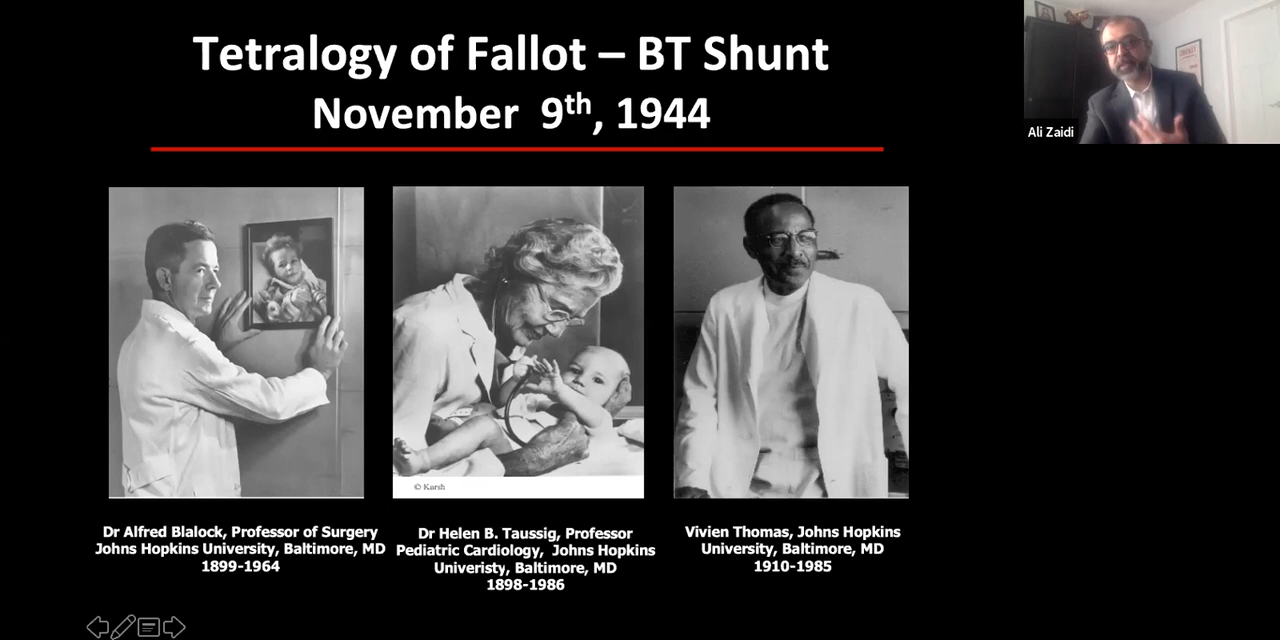 Tetralogy of Fallot – BT Shunt
November 9th, 1944
Ali Zaidi
© Karsh
Dr Alfred Blalock, Professor of Surgery
Johns Hopkins University, Baltimore, MD
1899-1964
Dr Helen B. Taussig, Professor
Pediatric Cardiology, Johns Hopkins
Univeristy, Baltimore, MD
1898-1986
Vivien Thomas, Johns Hopkins
University, Baltimore, MD
1910-1985